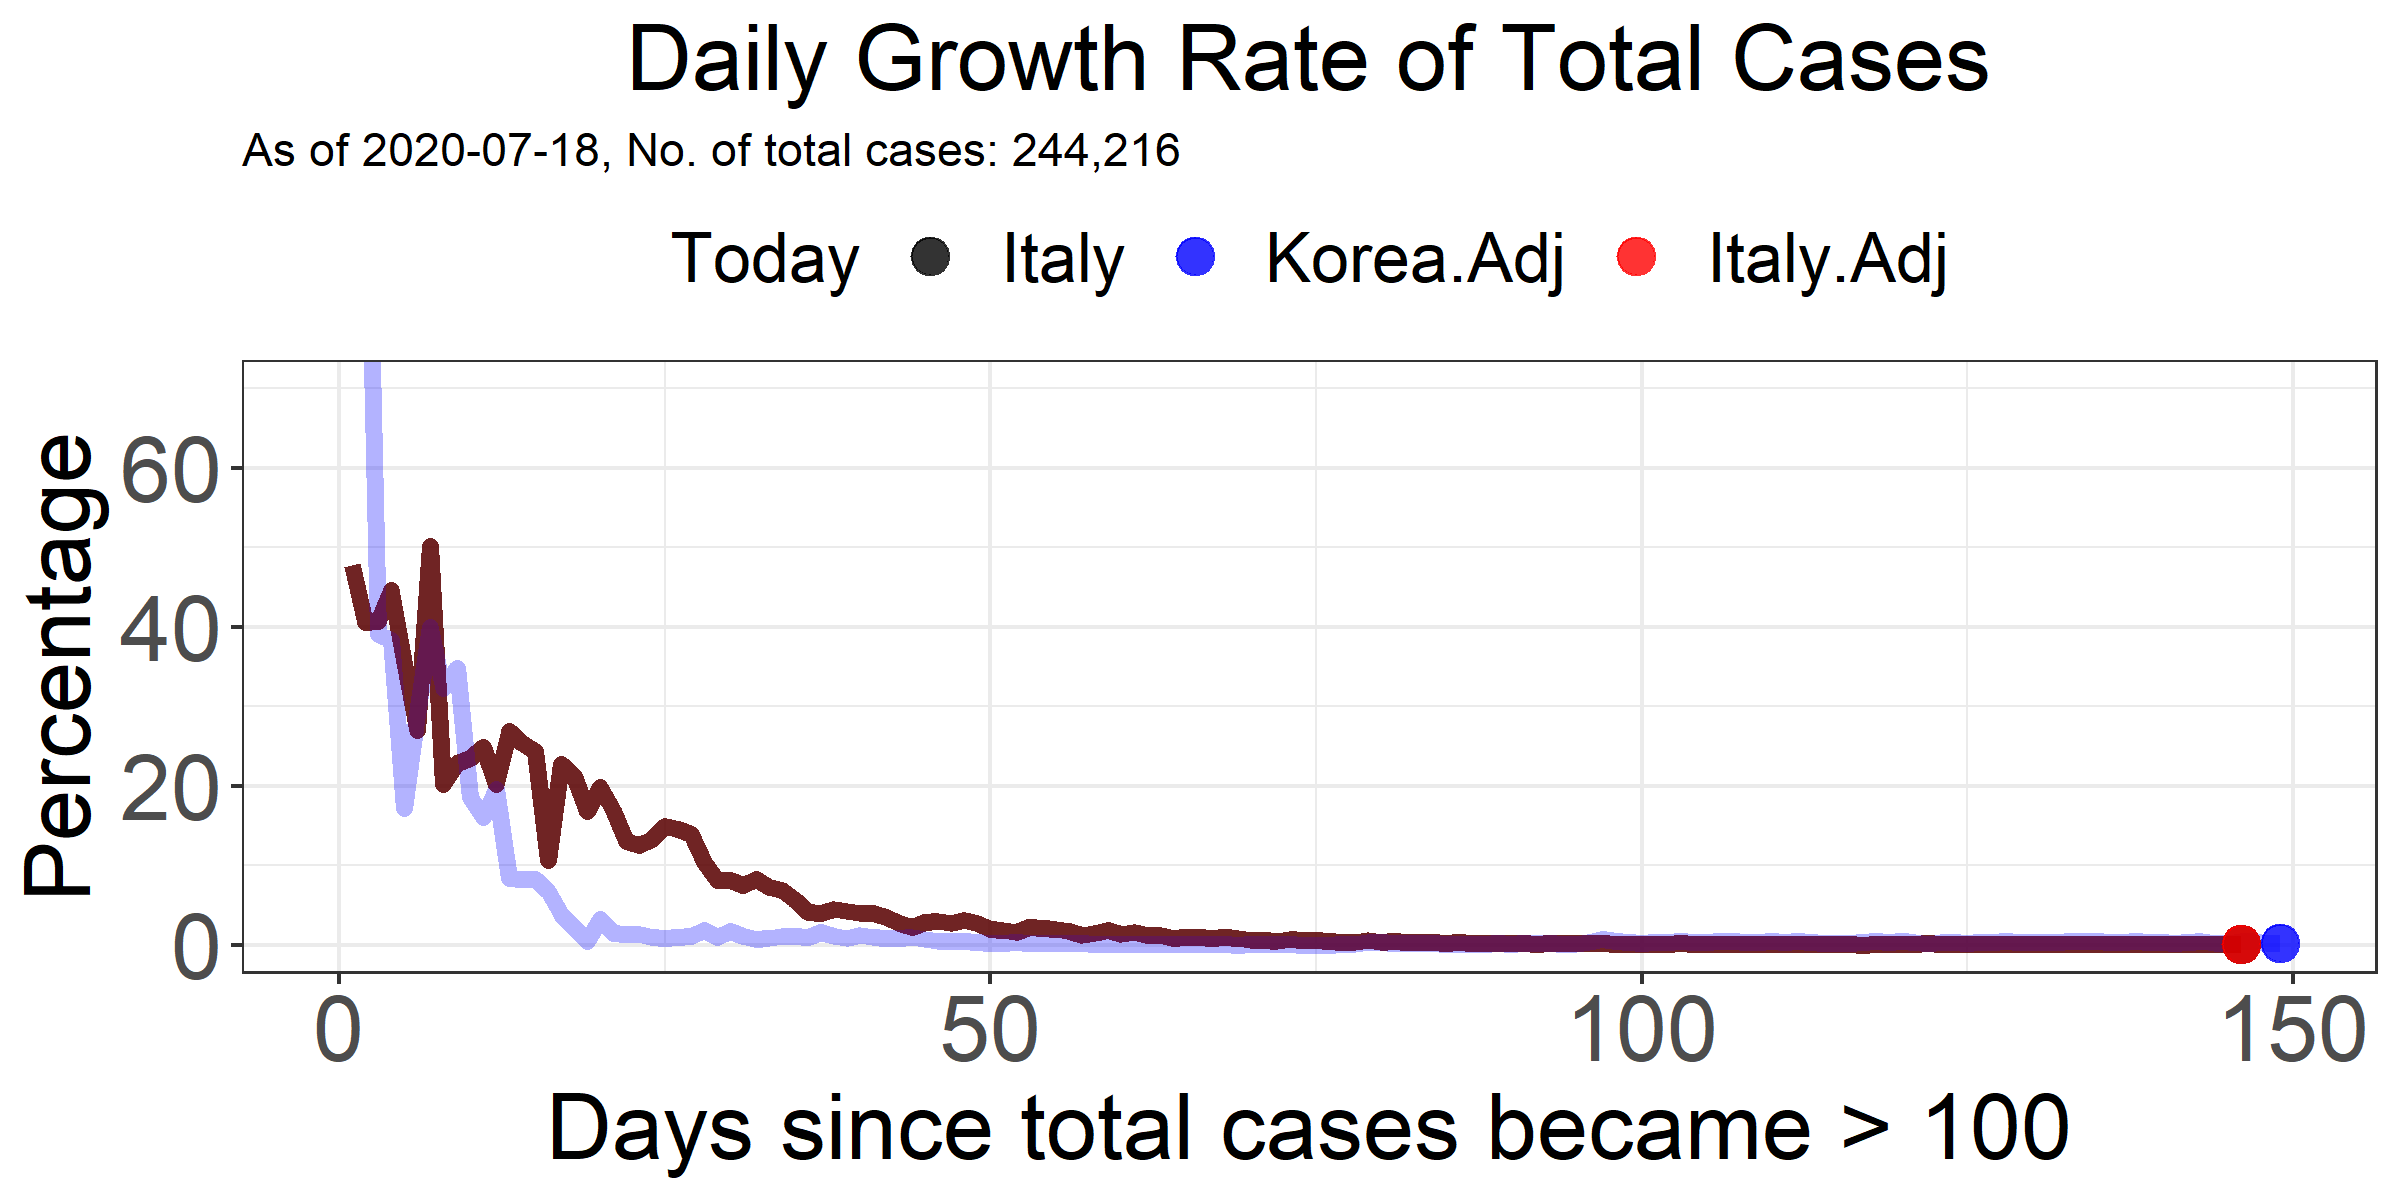 Daily Growth Rate of Total Cases
As of 2020-07-18, No. of total cases: 244,216
Today Italy Korea.Adj Italy.Adj
Percentage
60
40
20
0
0 50 100 150
Days since total cases became > 100